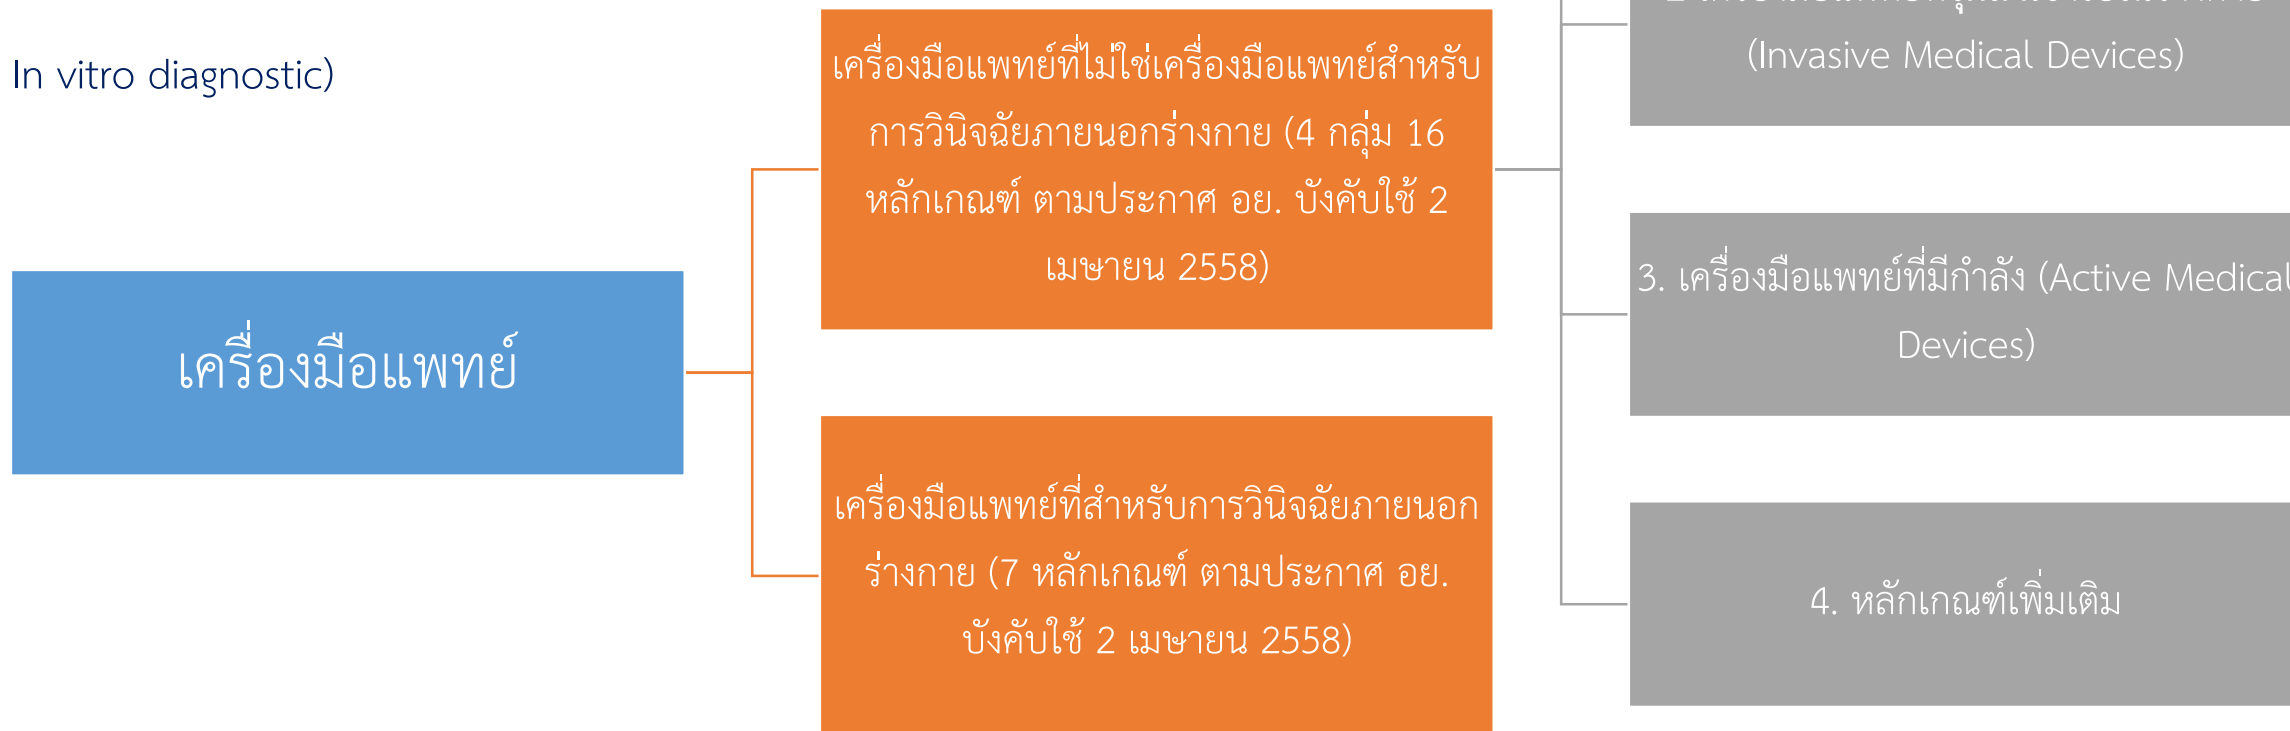 In vitro diagnostic)
เครื่องมือแพทย์
เครื่องมือแพทย์ที่ไม่ใช่เครื่องมือแพทย์สำหรับ
การวินิจฉัยภายนอกร่างกาย (4 กลุ่ม 16
หลักเกณฑ์ ตามประกาศ อย. บังคับใช้ 2
เมษายน 2558)
เครื่องมือแพทย์ที่สำหรับการวินิจฉัยภายนอก
ร่างกาย (7 หลักเกณฑ์ ตามประกาศ อย.
บังคับใช้ 2 เมษายน 2558)
(Invasive Medical Devices)
3. เครื่องมือแพทย์ที่มีกำลัง (Active Medical
Devices)
4. หลักเกณฑ์เพิ่มเติม